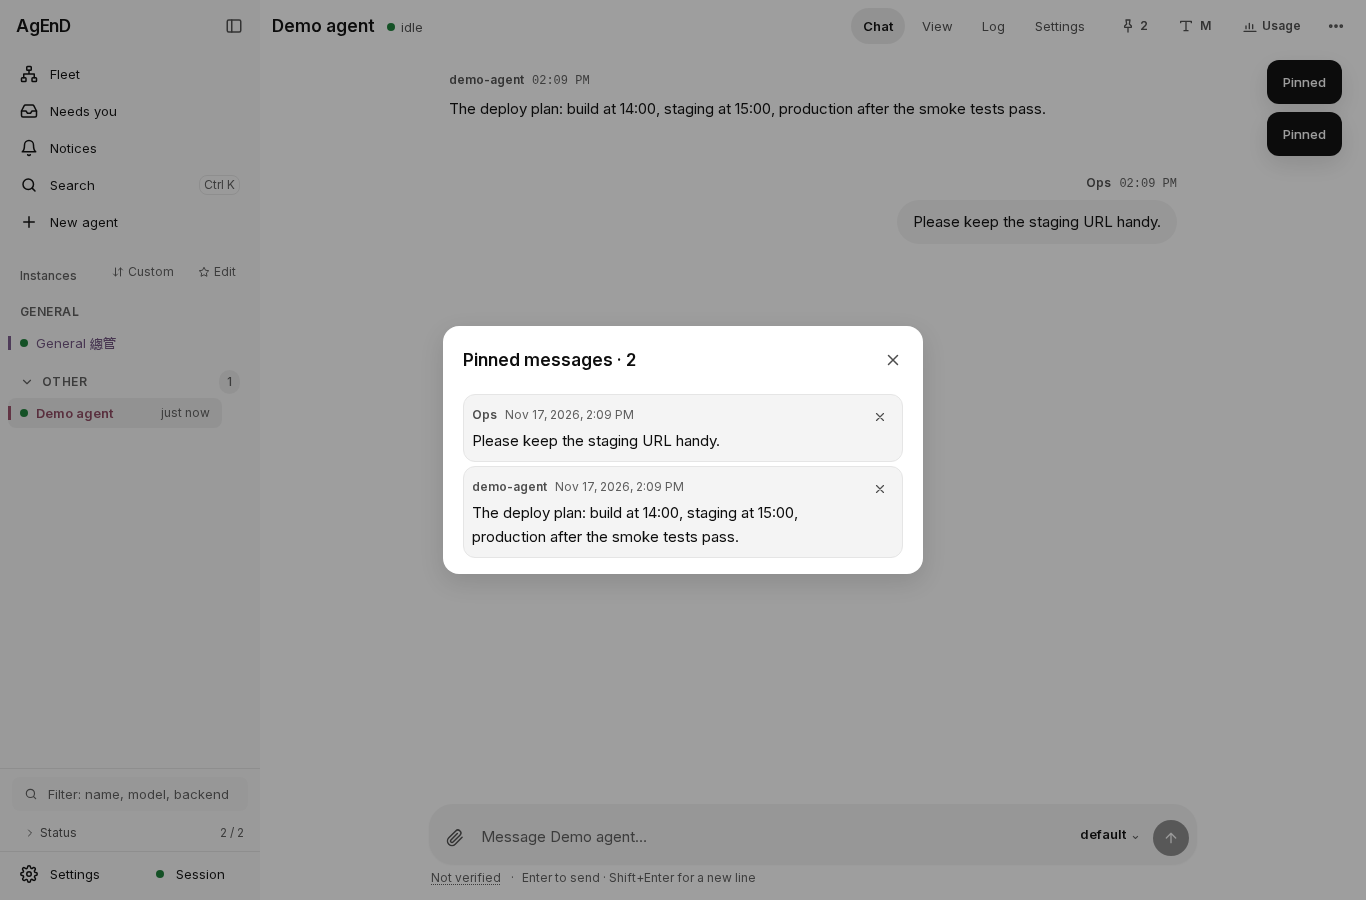 AgEnD
Fleet
Needs you
Notices
Search Ctrl K
New agent
Instances Custom Edit
GENERAL
General 總管
OTHER 1
Demo agent just now
Filter: name, model, backend
Status 2 / 2
Settings Session
Demo agent idle Chat View Log Settings 2 M Usage •••
demo-agent 02:09 PM
The deploy plan: build at 14:00, staging at 15:00, production after the smoke tests pass.
Pinned
Pinned
Ops 02:09 PM
Please keep the staging URL handy.
Pinned messages · 2
Ops Nov 17, 2026, 2:09 PM
Please keep the staging URL handy.
demo-agent Nov 17, 2026, 2:09 PM
The deploy plan: build at 14:00, staging at 15:00,
production after the smoke tests pass.
Message Demo agent... default
Not verified · Enter to send · Shift+Enter for a new line